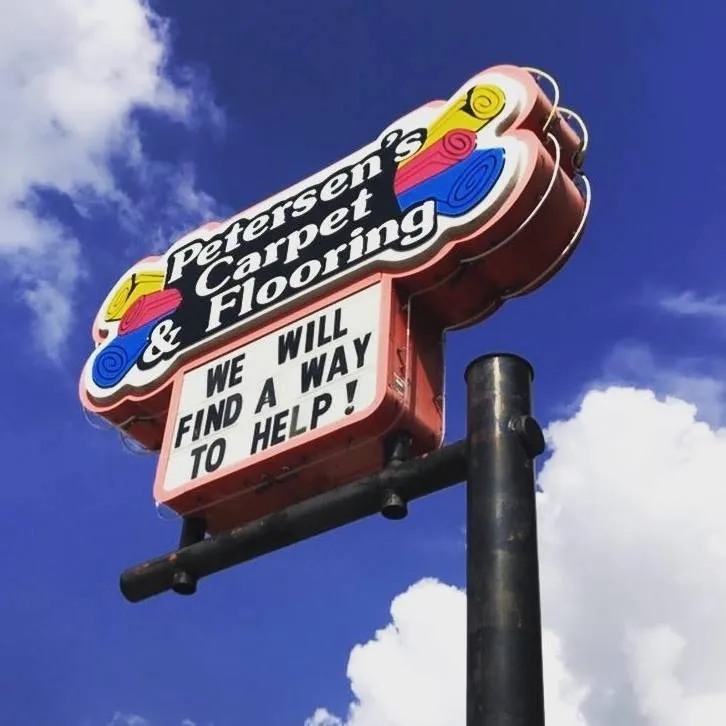 Petersen's
Carpet
& Flooring
WE WILL
FIND A WAY
TO HELP!